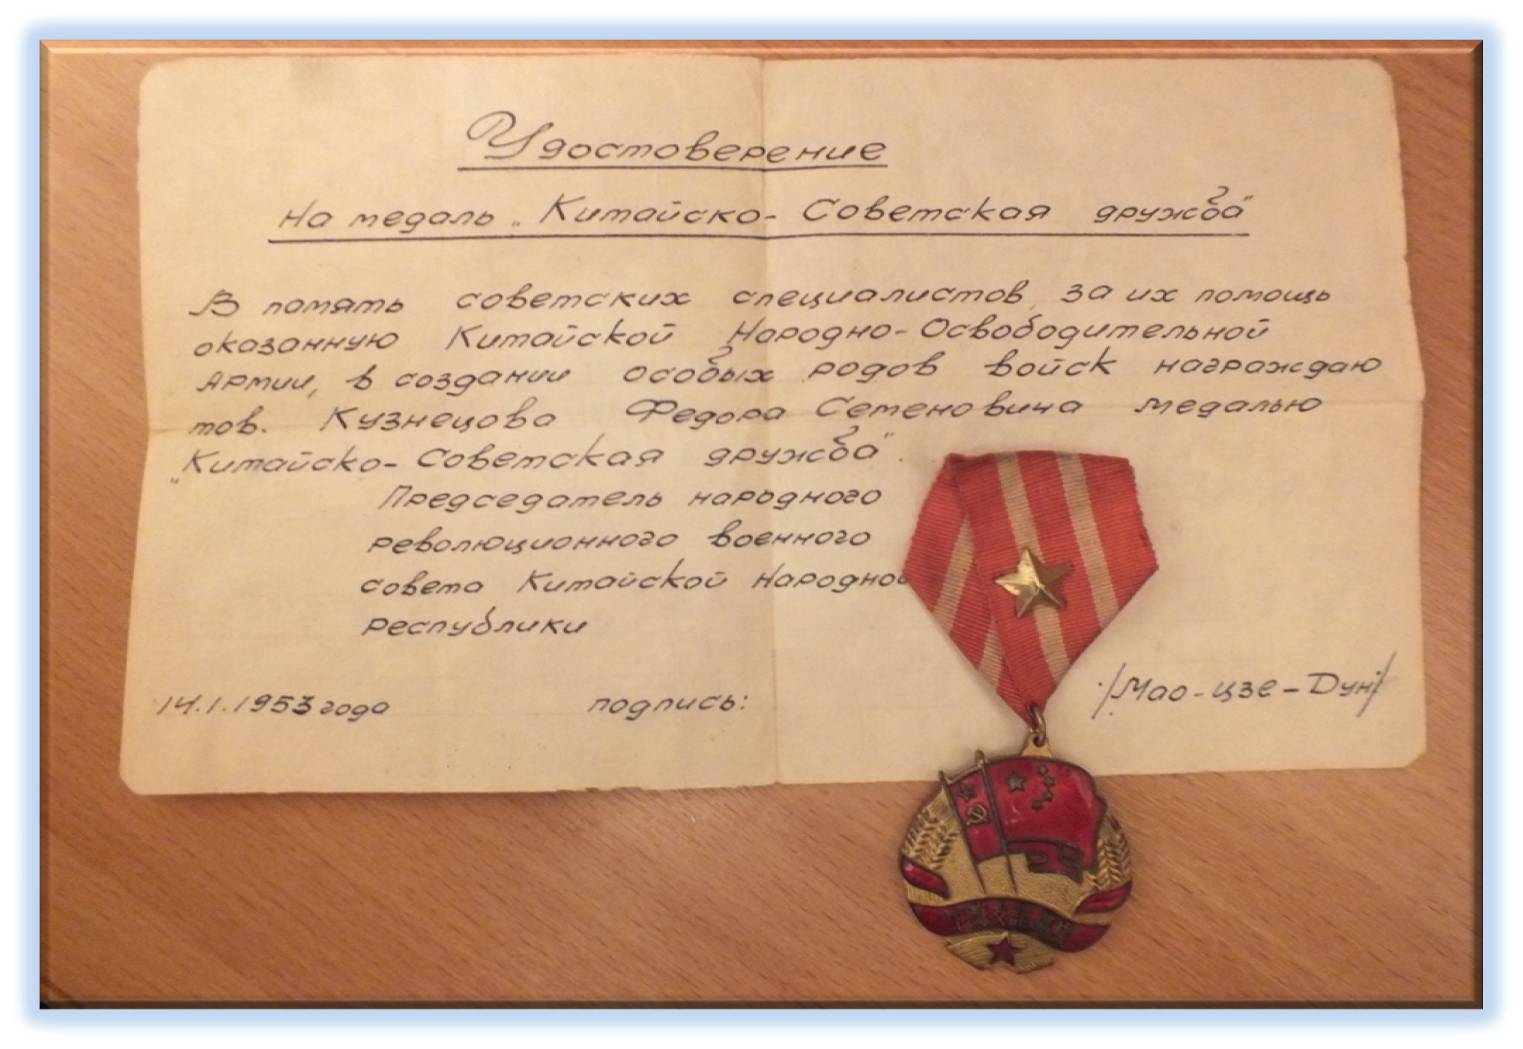 Удостоверение
На медаль „Китайско-Советская дружба"
В память советских специалистов, за их помощь
оказанную Китайской Народно-Освободительной
Армии, в создании особых родов войск награждаю
тов. Кузнецова Федора Семеновича медалью
„Китайско-Советская дружба".
Председатель народного
революционного военного
совета Китайской Народной
республики
14.1.1953 года подпись: /Мао-цзе-Дун/